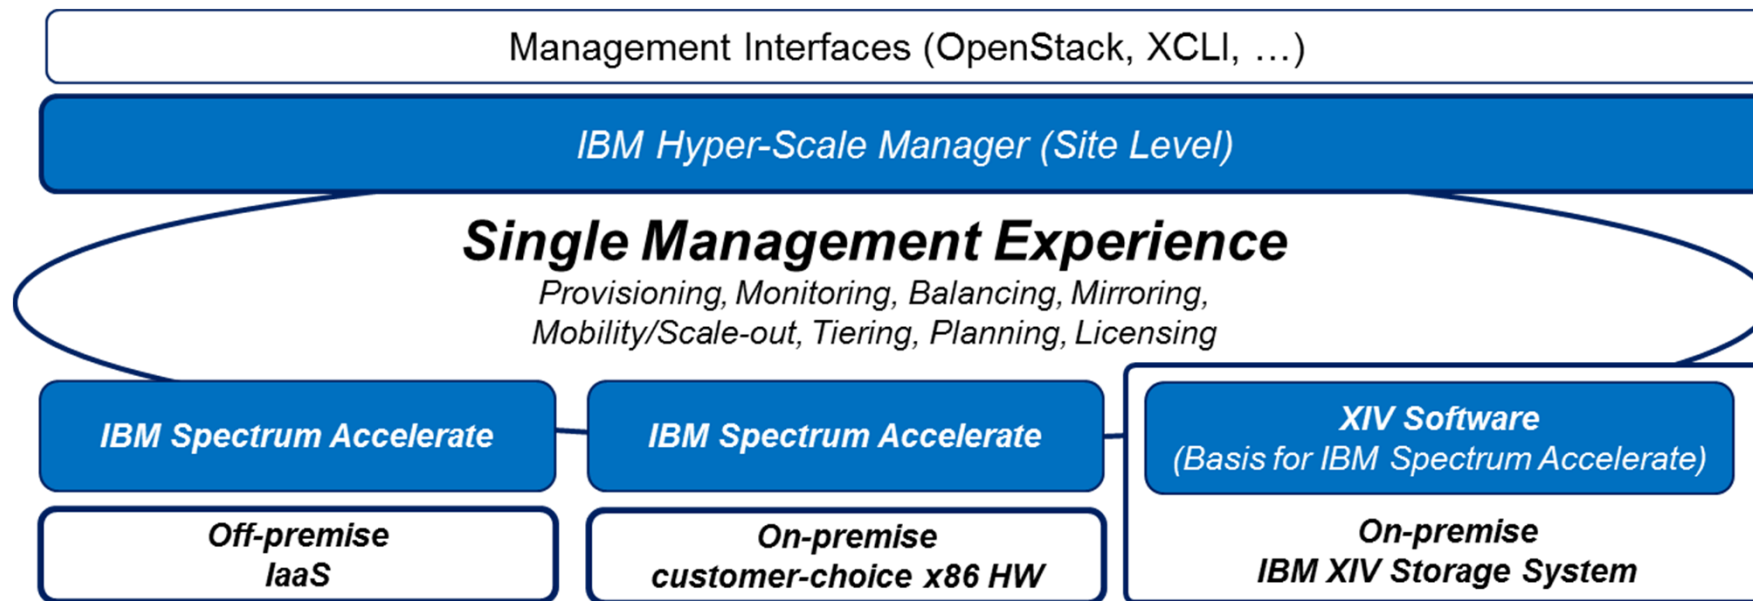 Management Interfaces (OpenStack, XCLI, …)
IBM Hyper-Scale Manager (Site Level)
Single Management Experience
Provisioning, Monitoring, Balancing, Mirroring,
Mobility/Scale-out, Tiering, Planning, Licensing
IBM Spectrum Accelerate
Off-premise
IaaS
IBM Spectrum Accelerate
On-premise
customer-choice x86 HW
XIV Software
(Basis for IBM Spectrum Accelerate)
On-premise
IBM XIV Storage System